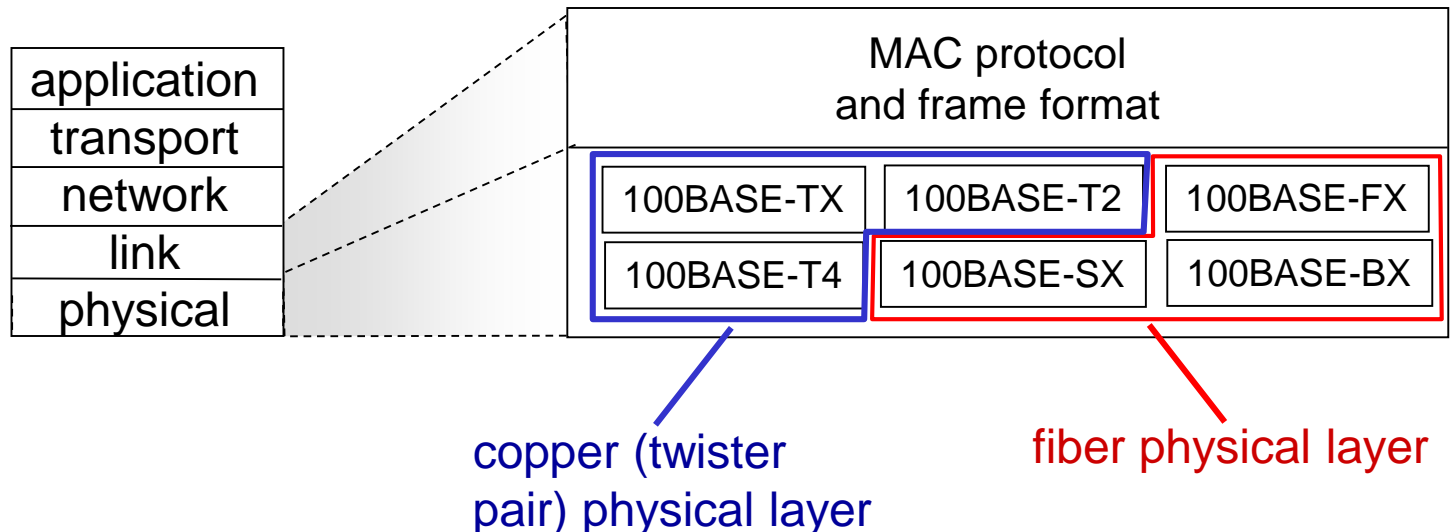 application
transport
network
link
physical
MAC protocol
and frame format
100BASE-TX
100BASE-T2
100BASE-FX
100BASE-T4
100BASE-SX
100BASE-BX
copper (twister
pair) physical layer
fiber physical layer